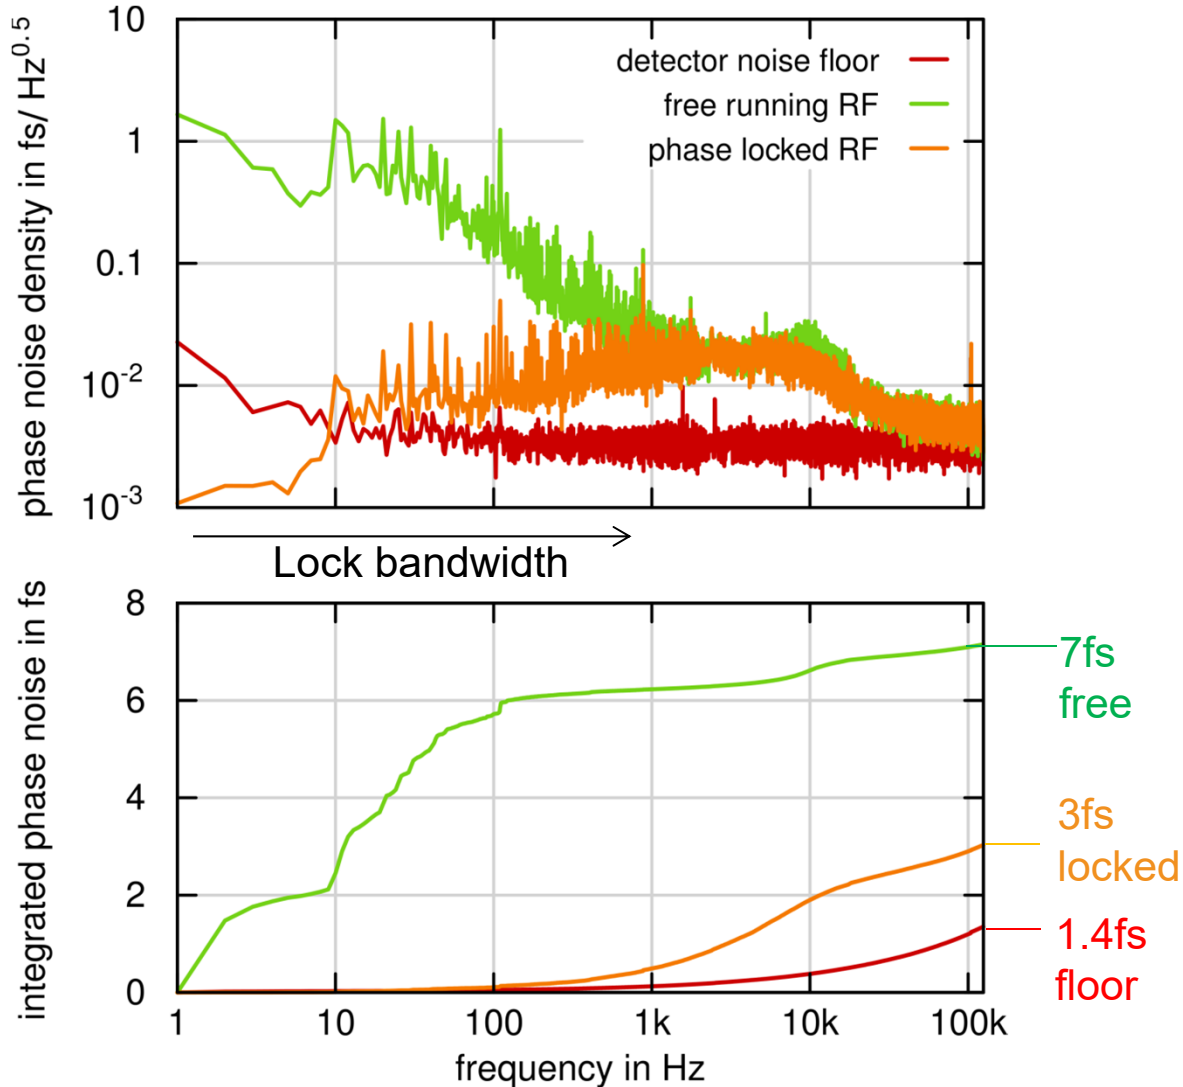 phase noise density in fs/ Hz^0.5
10
1
0.1
10^-2
10^-3
detector noise floor
free running RF
phase locked RF
Lock bandwidth
integrated phase noise in fs
8
6
4
2
0
7fs
free
3fs
locked
1.4fs
floor
1 10 100 1k 10k 100k
frequency in Hz